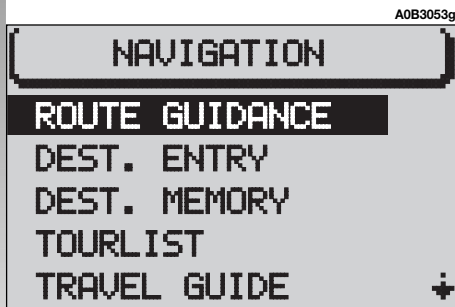 A0B3053g
NAVIGATION
ROUTE GUIDANCE
DEST. ENTRY
DEST. MEMORY
TOURLIST
TRAVEL GUIDE